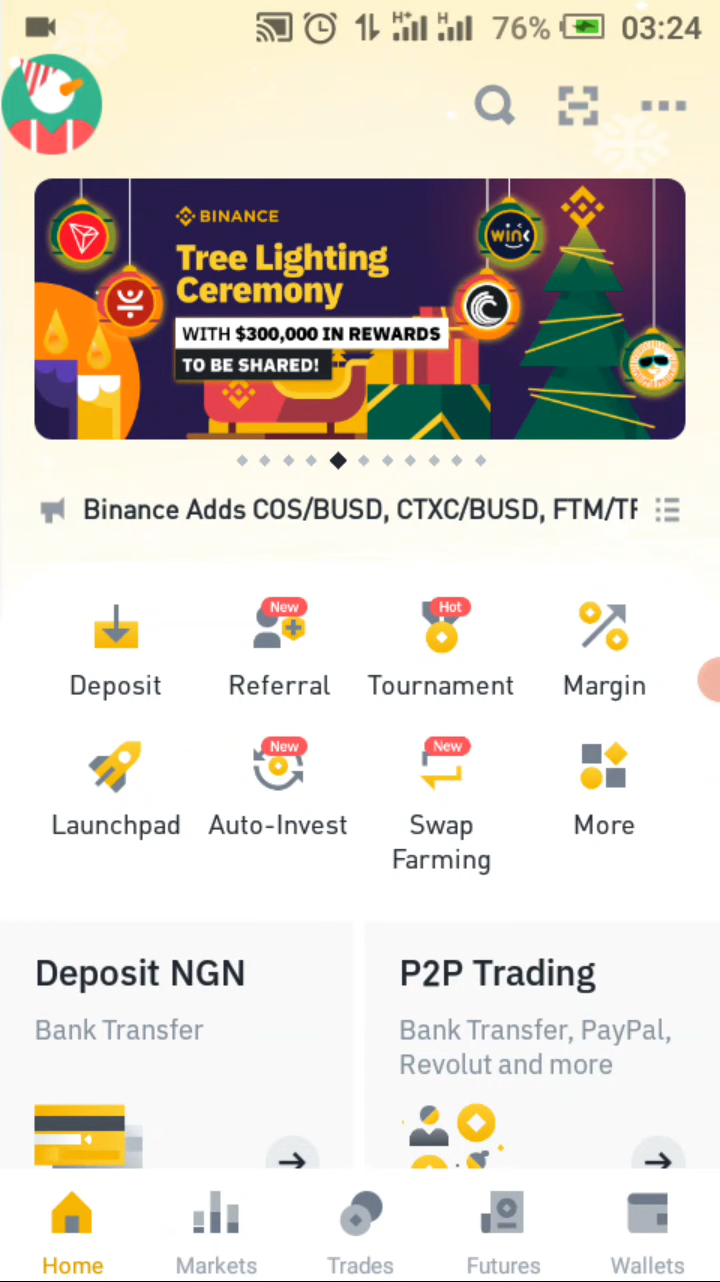 H+ H 76% 03:24
BINANCE
Tree Lighting
Ceremony
WITH $300,000 IN REWARDS
TO BE SHARED!
WIN
Binance Adds COS/BUSD, CTXC/BUSD, FTM/TF
New Hot
Deposit Referral Tournament Margin
New New
Launchpad Auto-Invest Swap More
Farming
Deposit NGN P2P Trading
Bank Transfer Bank Transfer, PayPal,
Revolut and more
Home Markets Trades Futures Wallets